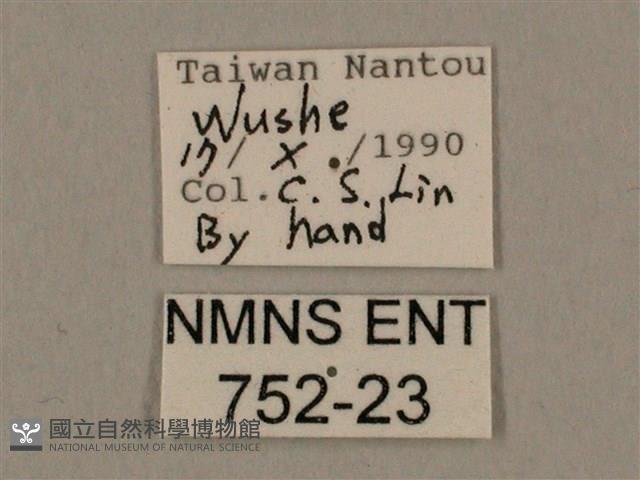 Taiwan Nantou
Wushe
17/ X ./1990
Col. C. S. Lin
By hand
NMNS ENT
752-23
國立自然科學博物館
NATIONAL MUSEUM OF NATURAL SCIENCE